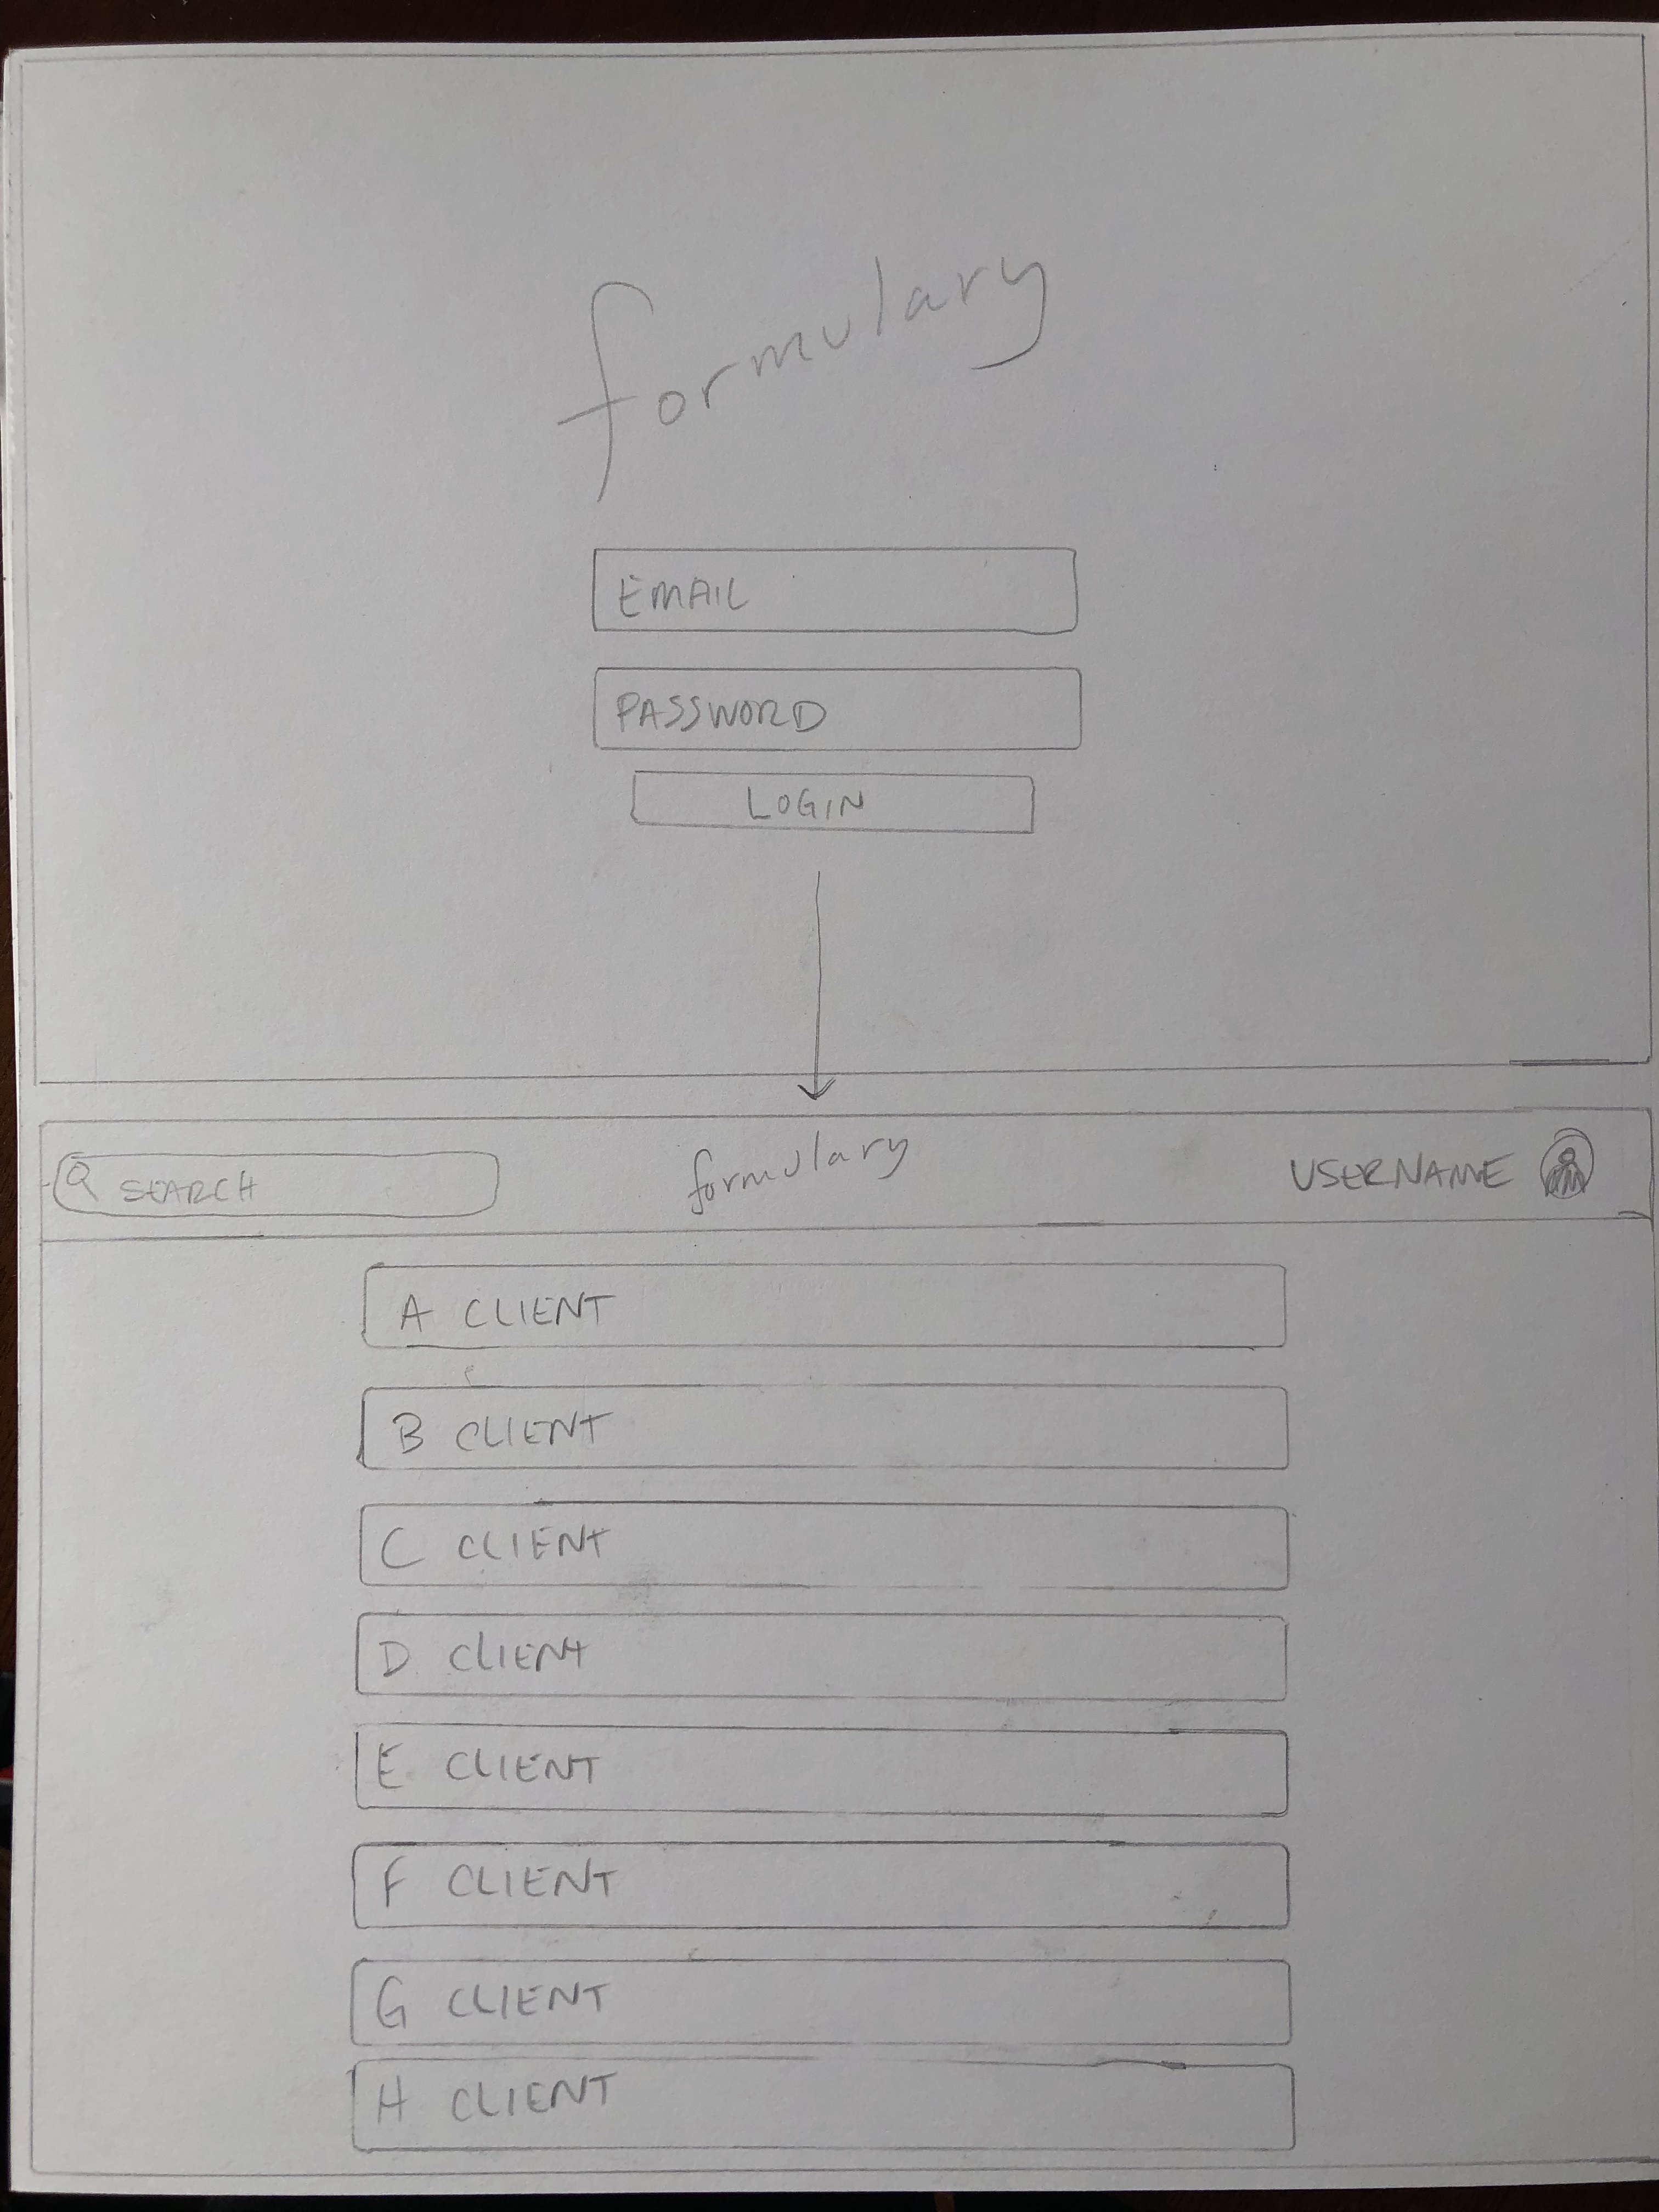 formulary
EMAIL
PASSWORD
LOGIN
SEARCH formulary USERNAME
A CLIENT
B CLIENT
C CLIENT
D CLIENT
E CLIENT
F CLIENT
G CLIENT
H CLIENT